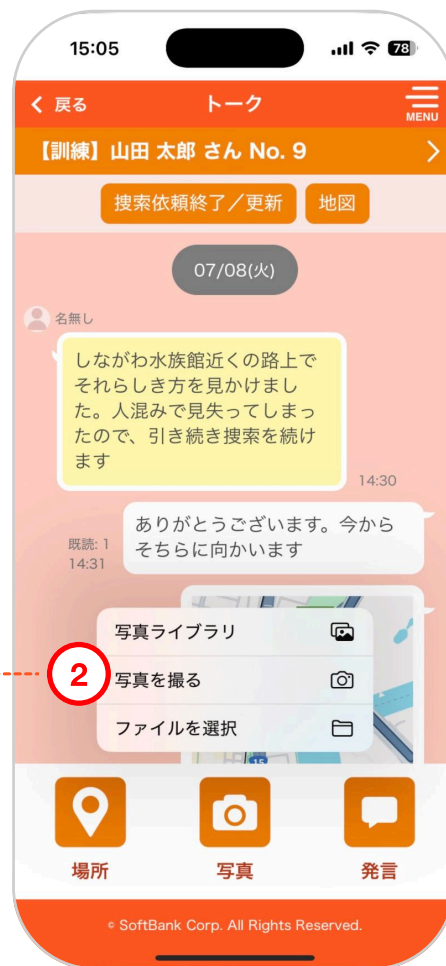 15:05
78
戻る
トーク
MENU
【訓練】山田 太郎 さん No. 9
捜索依頼終了／更新
地図
07/08(火)
名無し
しながわ水族館近くの路上で
それらしき方を見かけまし
た。人混みで見失ってしまっ
たので、引き続き捜索を続け
ます
14:30
ありがとうございます。今から
そちらに向かいます
既読: 1
14:31
写真ライブラリ
2
写真を撮る
ファイルを選択
15
場所
写真
発言
© SoftBank Corp. All Rights Reserved.